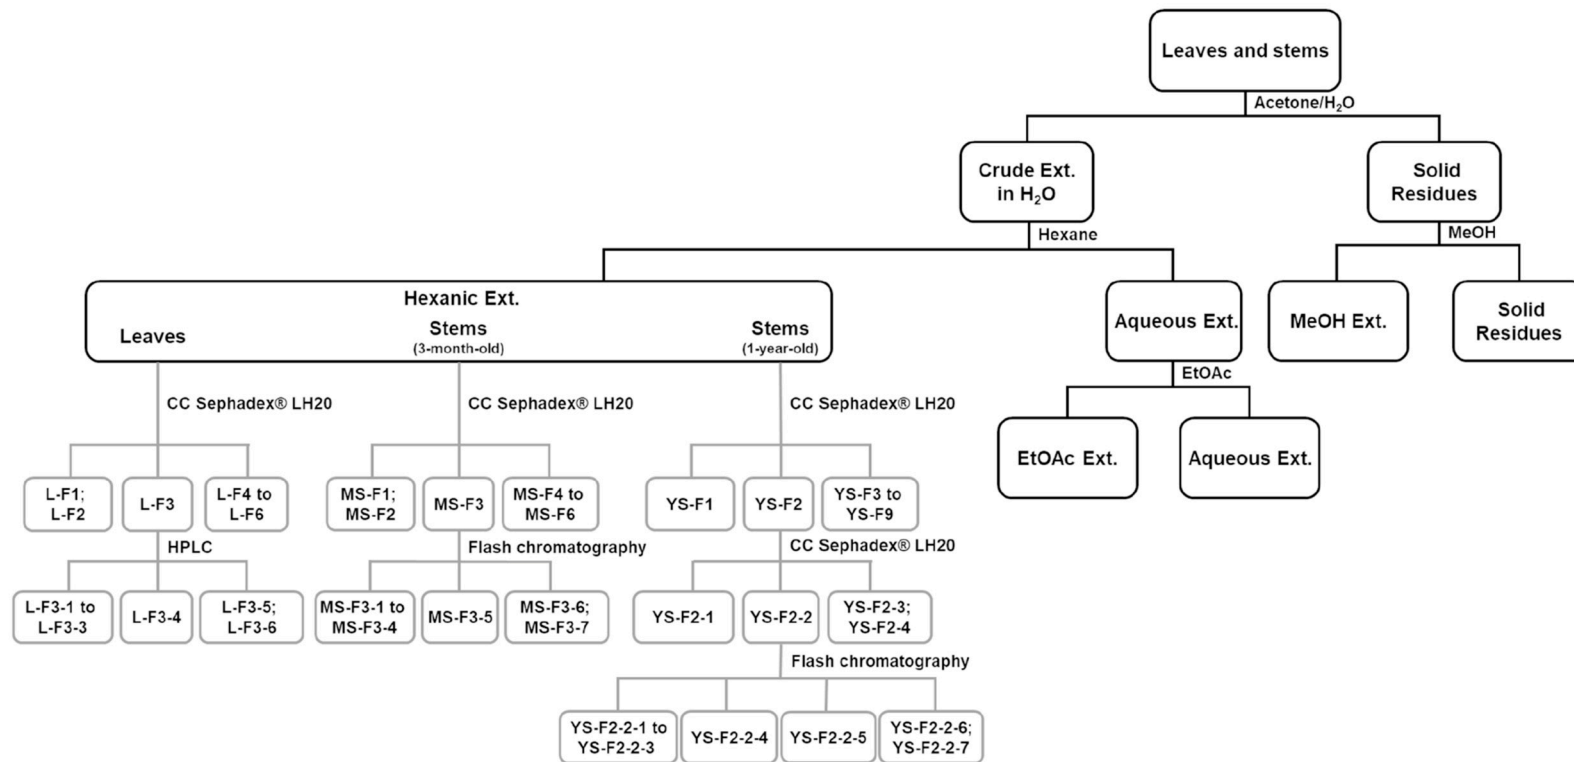 Leaves and stems
Acetone/H₂O
Crude Ext.
in H₂O
Solid
Residues
Hexane
MeOH
Hexanic Ext.
Leaves
Stems
(3-month-old)
Stems
(1-year-old)
Aqueous Ext.
MeOH Ext.
Solid
Residues
EtOAc
CC Sephadex® LH20
CC Sephadex® LH20
CC Sephadex® LH20
EtOAc Ext.
Aqueous Ext.
L-F1;
L-F2
L-F3
L-F4 to
L-F6
MS-F1;
MS-F2
MS-F3
MS-F4 to
MS-F6
YS-F1
YS-F2
YS-F3 to
YS-F9
HPLC
Flash chromatography
CC Sephadex® LH20
L-F3-1 to
L-F3-3
L-F3-4
L-F3-5;
L-F3-6
MS-F3-1 to
MS-F3-4
MS-F3-5
MS-F3-6;
MS-F3-7
YS-F2-1
YS-F2-2
YS-F2-3;
YS-F2-4
Flash chromatography
YS-F2-2-1 to
YS-F2-2-3
YS-F2-2-4
YS-F2-2-5
YS-F2-2-6;
YS-F2-2-7